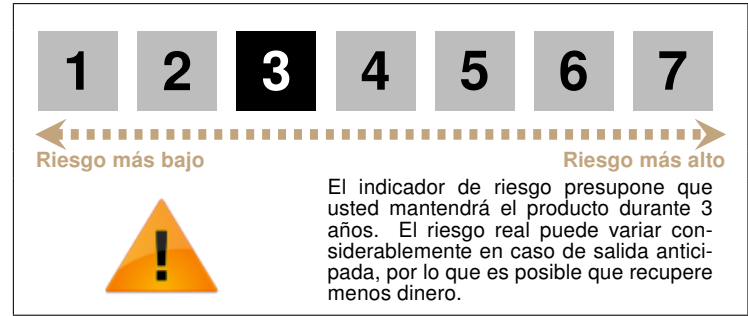 1 2 3 4 5 6 7
Riesgo más bajo Riesgo más alto
!
El indicador de riesgo presupone que
usted mantendrá el producto durante 3
años. El riesgo real puede variar con-
siderablemente en caso de salida antici-
pada, por lo que es posible que recupere
menos dinero.